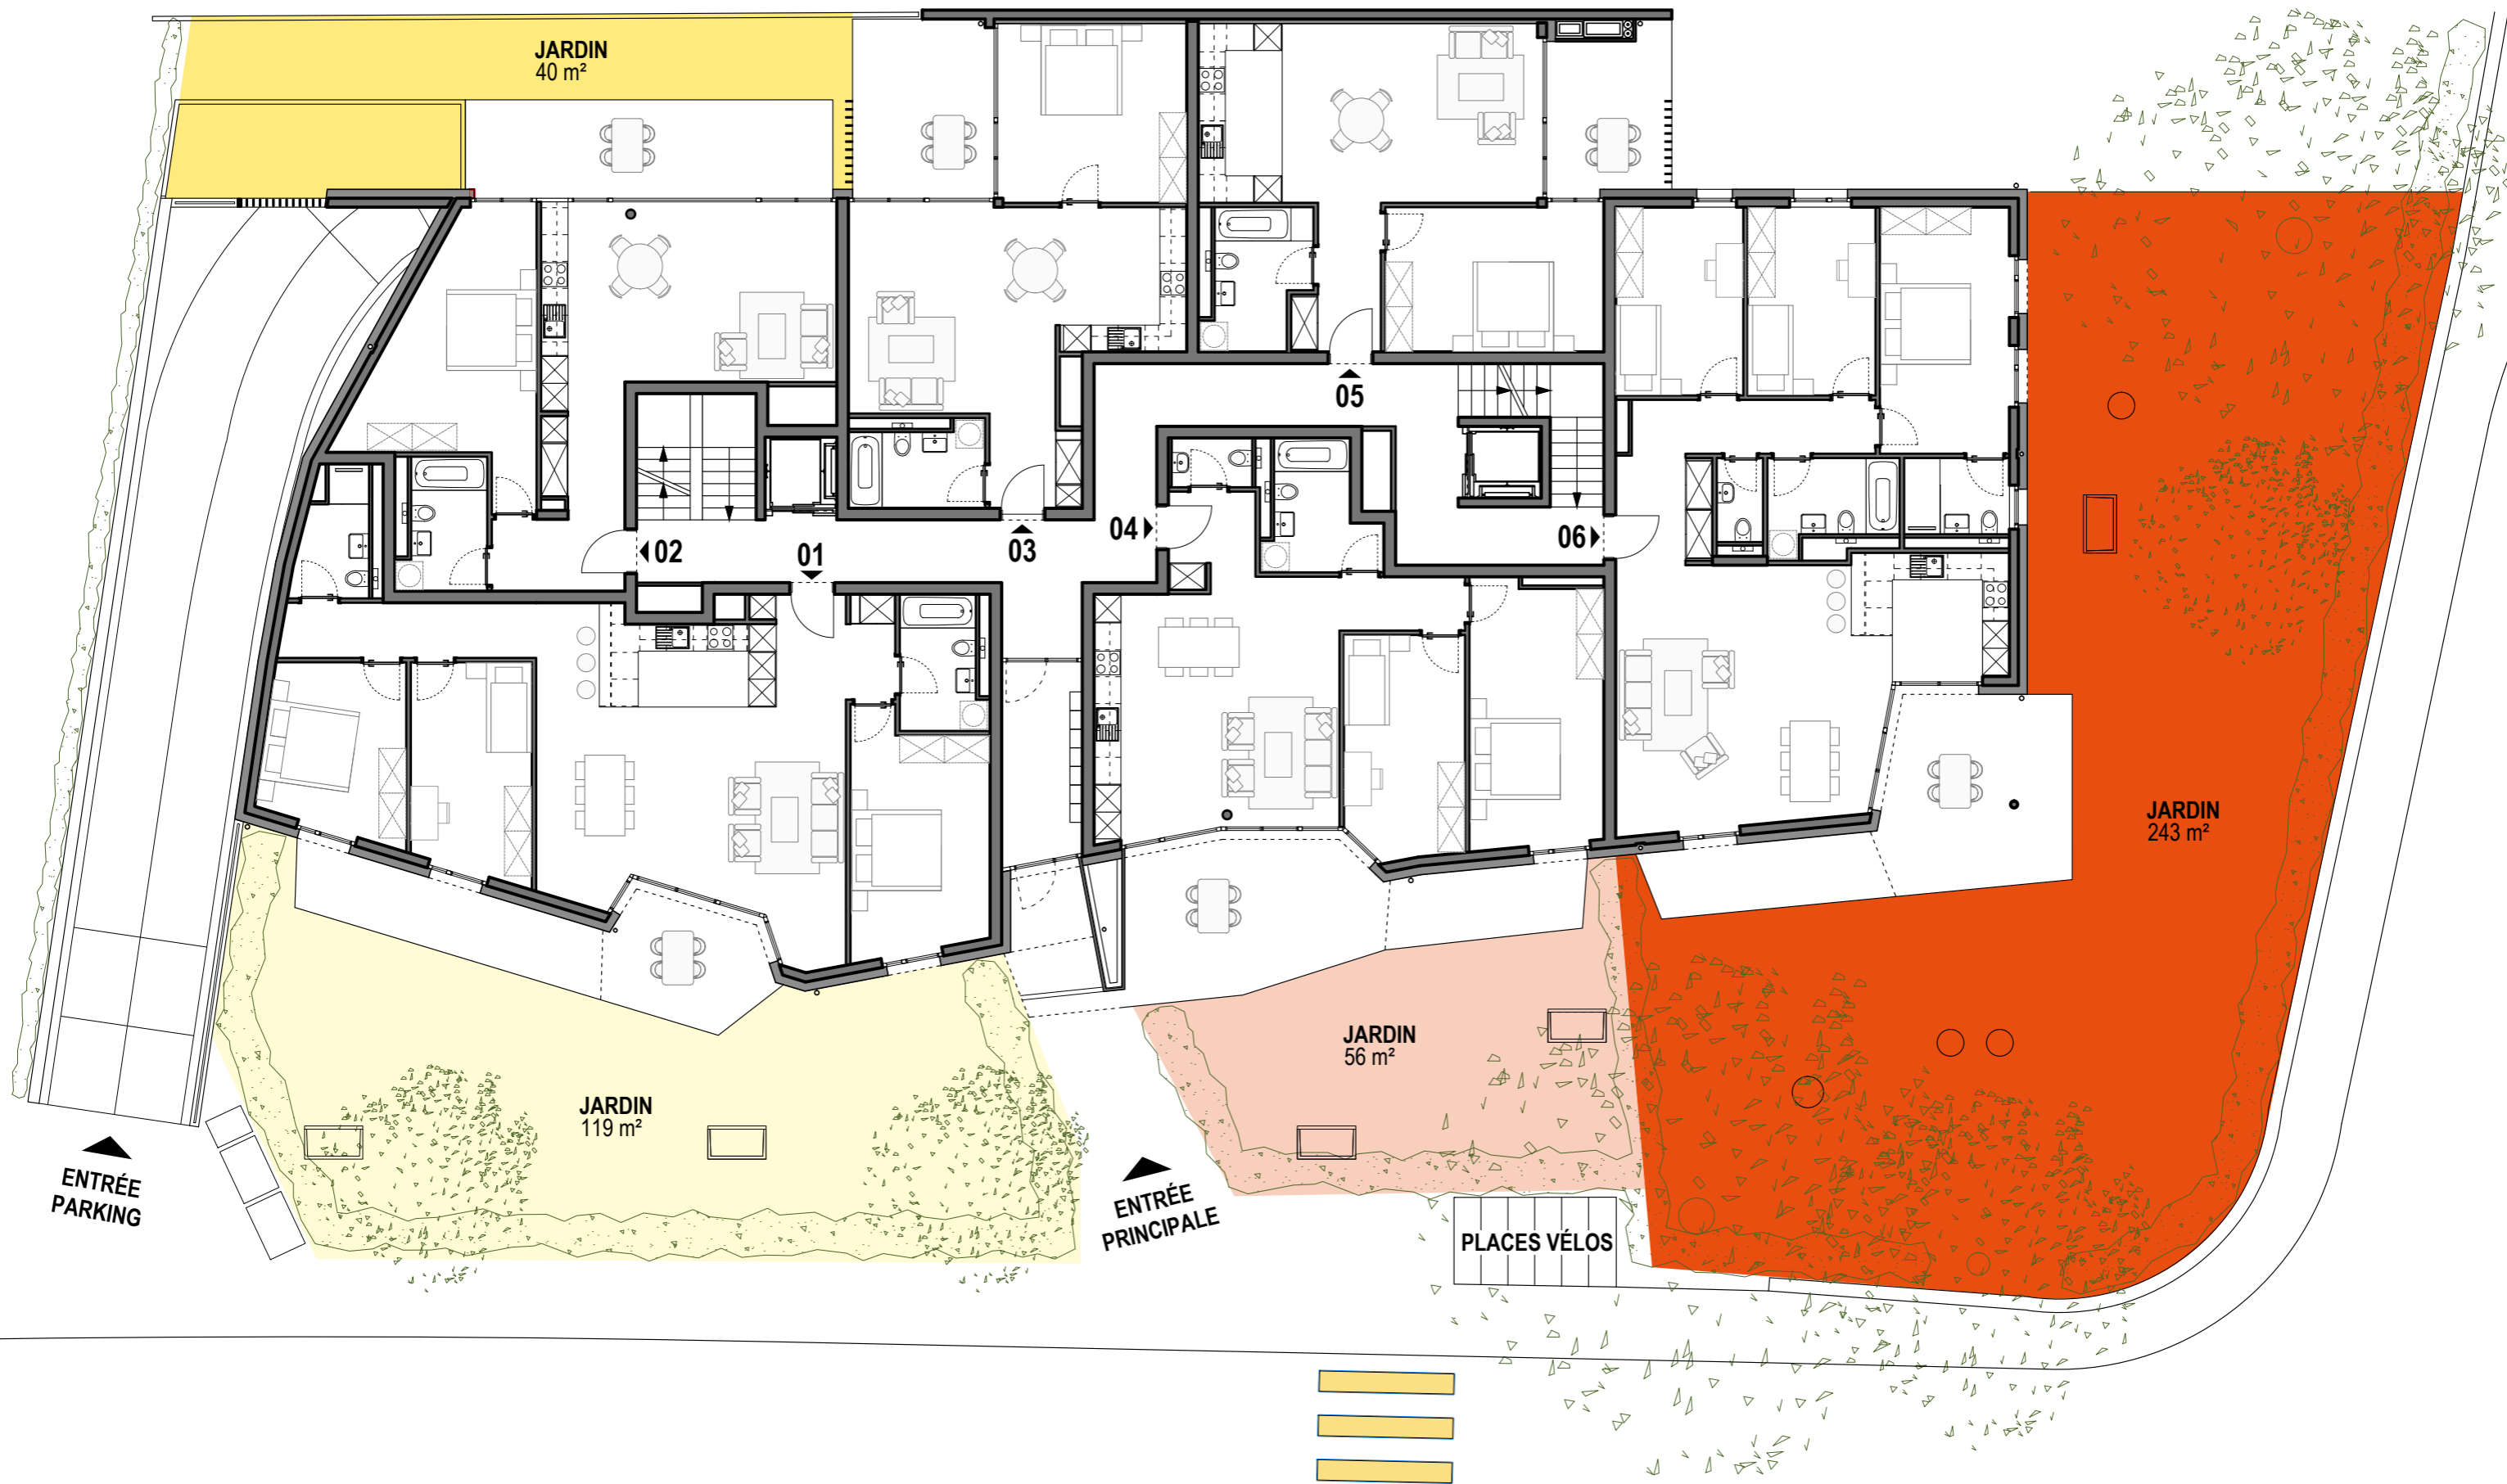 JARDIN
40 m²
05
04
03
02
01
06
JARDIN
243 m²
JARDIN
56 m²
JARDIN
119 m²
ENTRÉE
PARKING
ENTRÉE
PRINCIPALE
PLACES VÉLOS